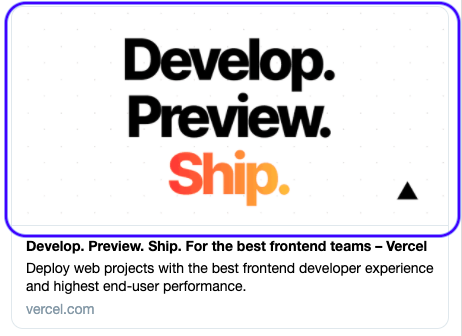 Develop.
Preview.
Ship.
Develop. Preview. Ship. For the best frontend teams – Vercel
Deploy web projects with the best frontend developer experience
and highest end-user performance.
vercel.com